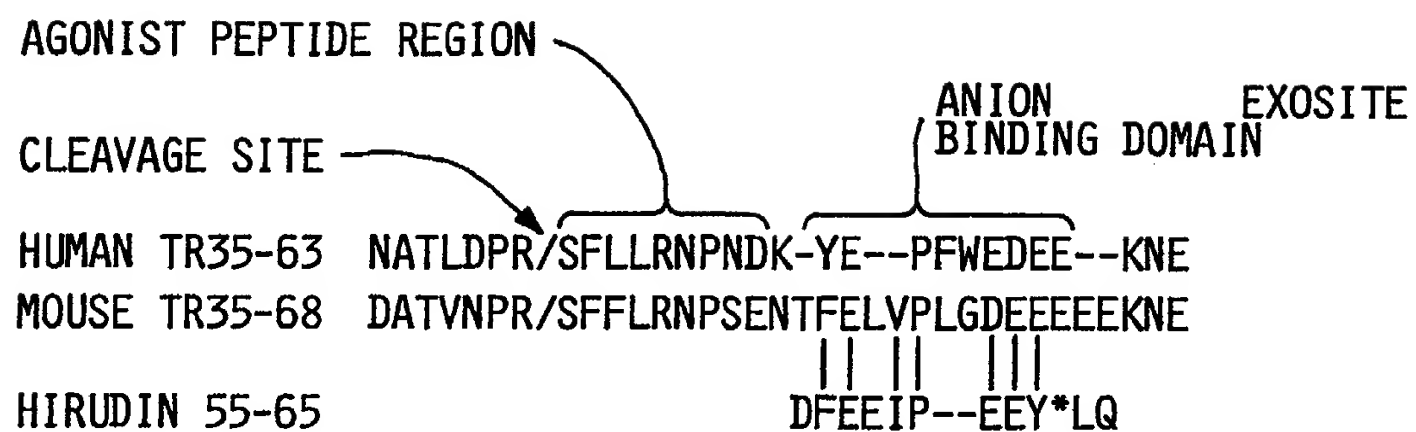 AGONIST PEPTIDE REGION
ANION EXOSITE
BINDING DOMAIN
CLEAVAGE SITE
HUMAN TR35-63 NATLDPR/SFLLRNPNDK-YE--PFWEDEE--KNE
MOUSE TR35-68 DATVNPR/SFFLRNPSENTFELVPLGDEEEEEKNE
HIRUDIN 55-65 DFEEIP--EEY*LQ